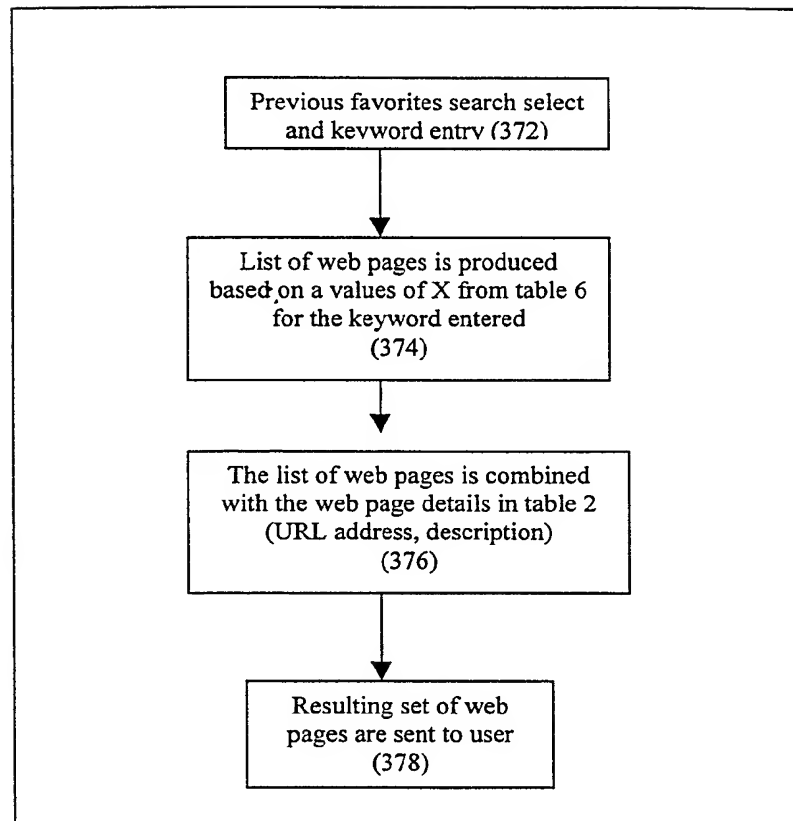 Previous favorites search select
and keyword entry (372)
List of web pages is produced
based on a values of X from table 6
for the keyword entered
(374)
The list of web pages is combined
with the web page details in table 2
(URL address, description)
(376)
Resulting set of web
pages are sent to user
(378)